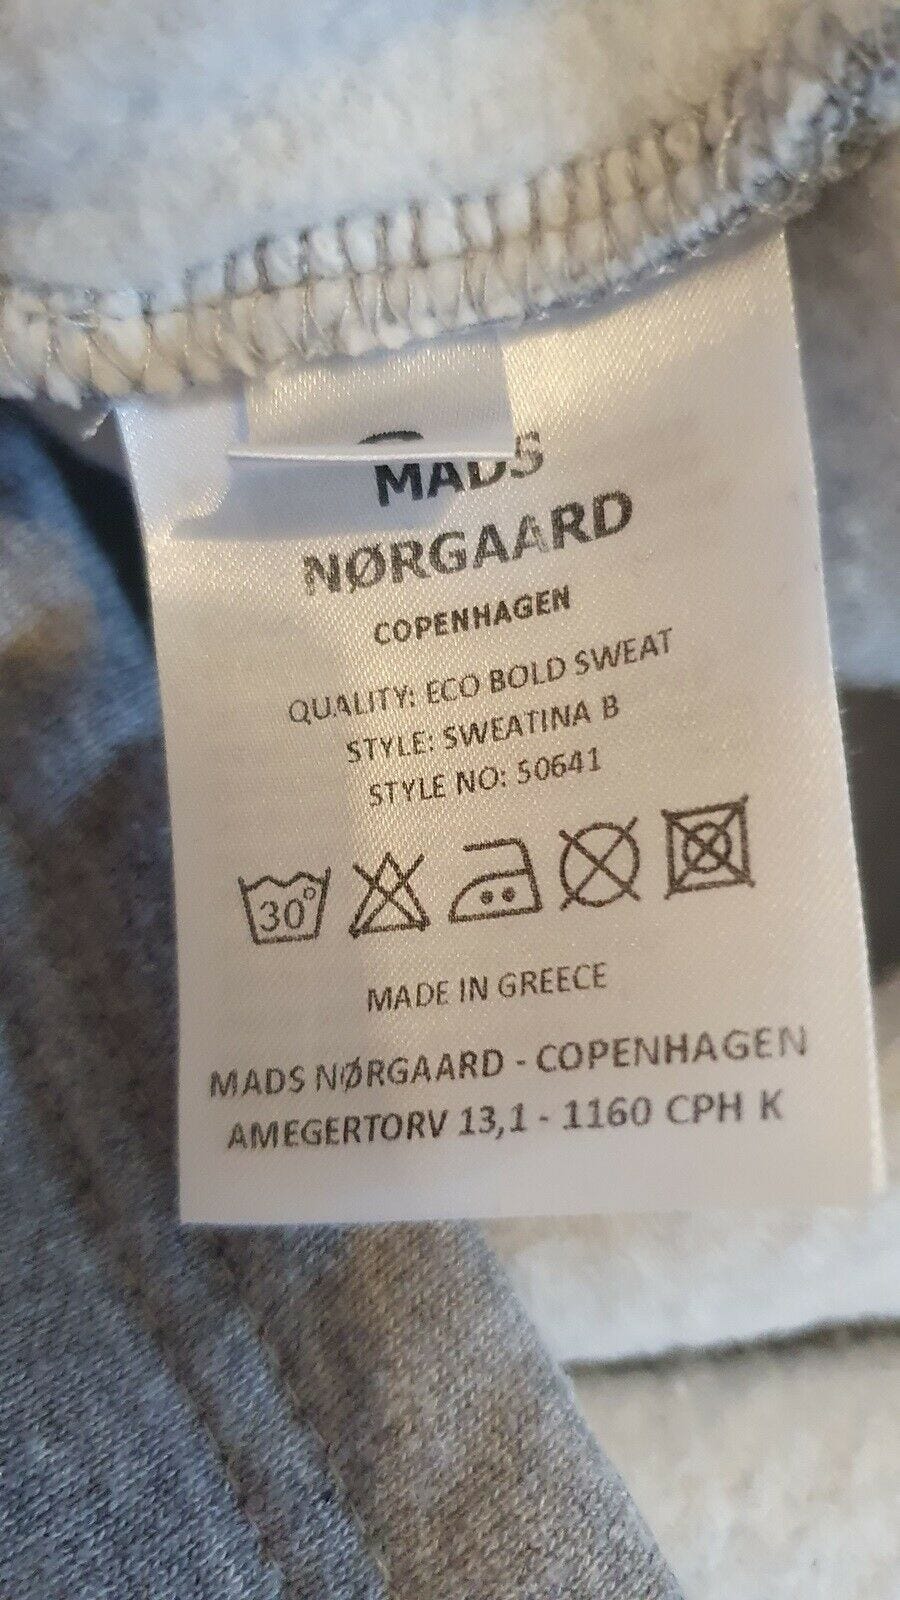 MADS
NØRGAARD
COPENHAGEN
QUALITY: ECO BOLD SWEAT
STYLE: SWEATINA B
STYLE NO: 50641
30°
MADE IN GREECE
MADS NØRGAARD - COPENHAGEN
AMEGERTORV 13,1 - 1160 CPH K